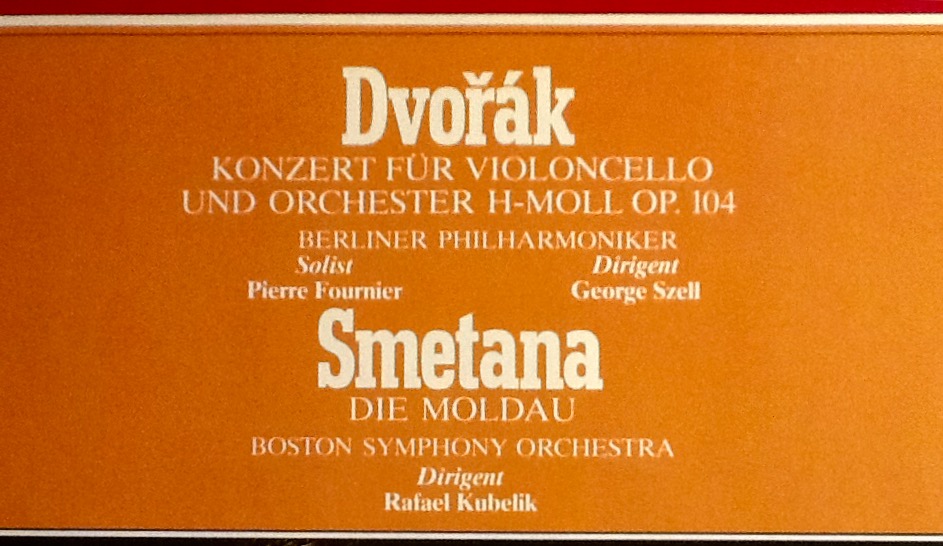 Dvořák
KONZERT FÜR VIOLONCELLO
UND ORCHESTER H-MOLL OP. 104
BERLINER PHILHARMONIKER
Solist Dirigent
Pierre Fournier George Szell
Smetana
DIE MOLDAU
BOSTON SYMPHONY ORCHESTRA
Dirigent
Rafael Kubelik